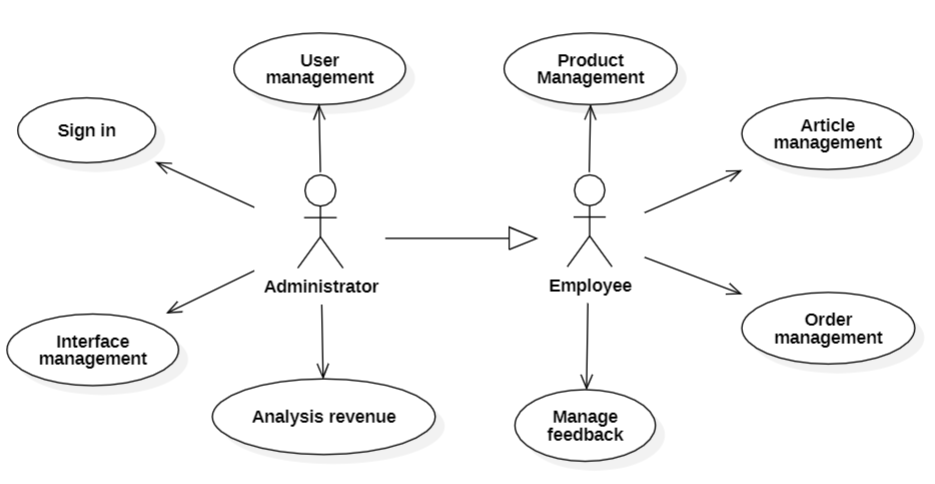 User
management
Product
Management
Sign in
Article
management
Administrator
Employee
Interface
management
Order
management
Analysis revenue
Manage
feedback